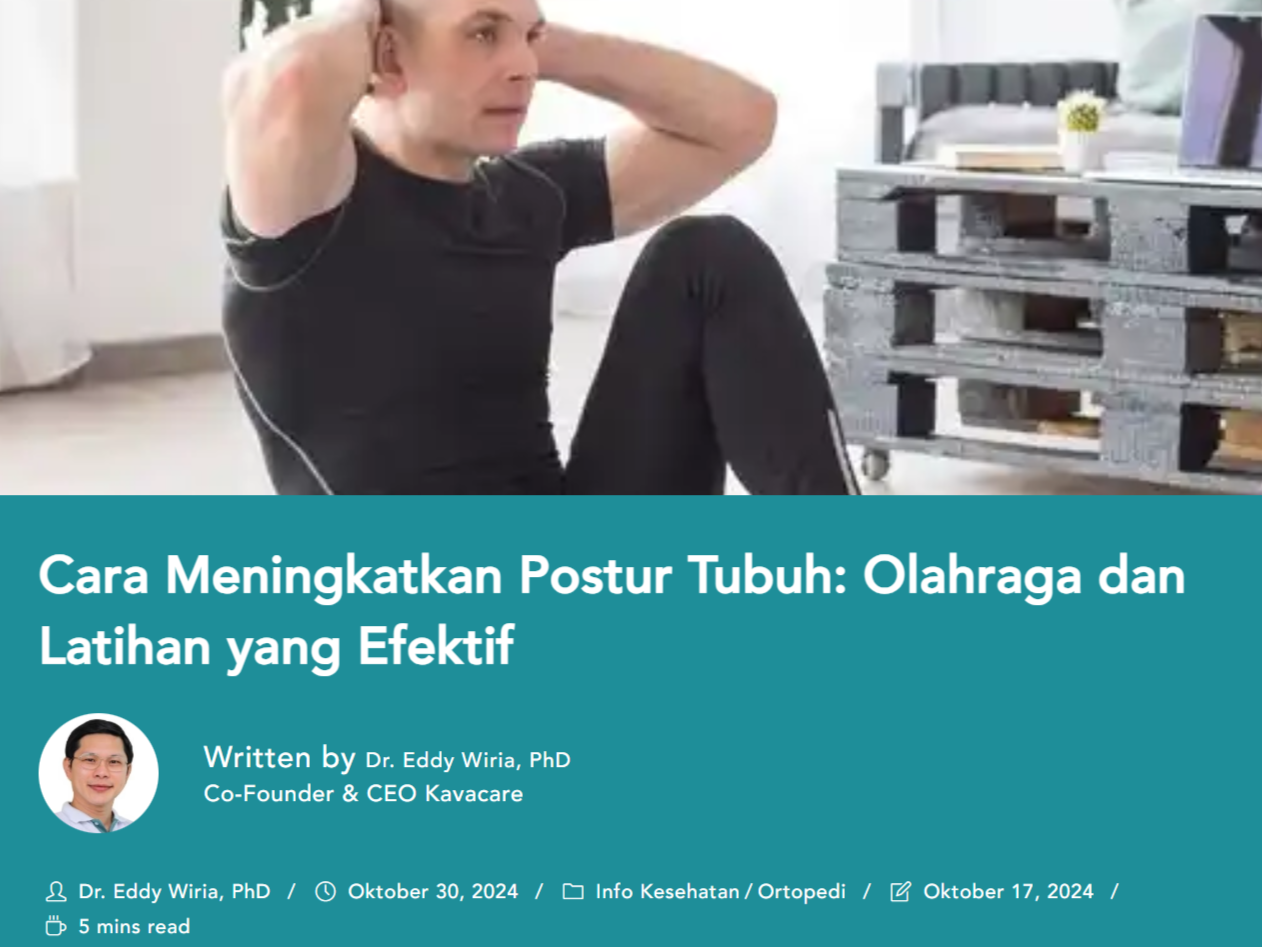 Cara Meningkatkan Postur Tubuh: Olahraga dan
Latihan yang Efektif
Written by Dr. Eddy Wiria, PhD
Co-Founder & CEO Kavacare
Dr. Eddy Wiria, PhD / Oktober 30, 2024 / Info Kesehatan / Ortopedi / Oktober 17, 2024 /
5 mins read